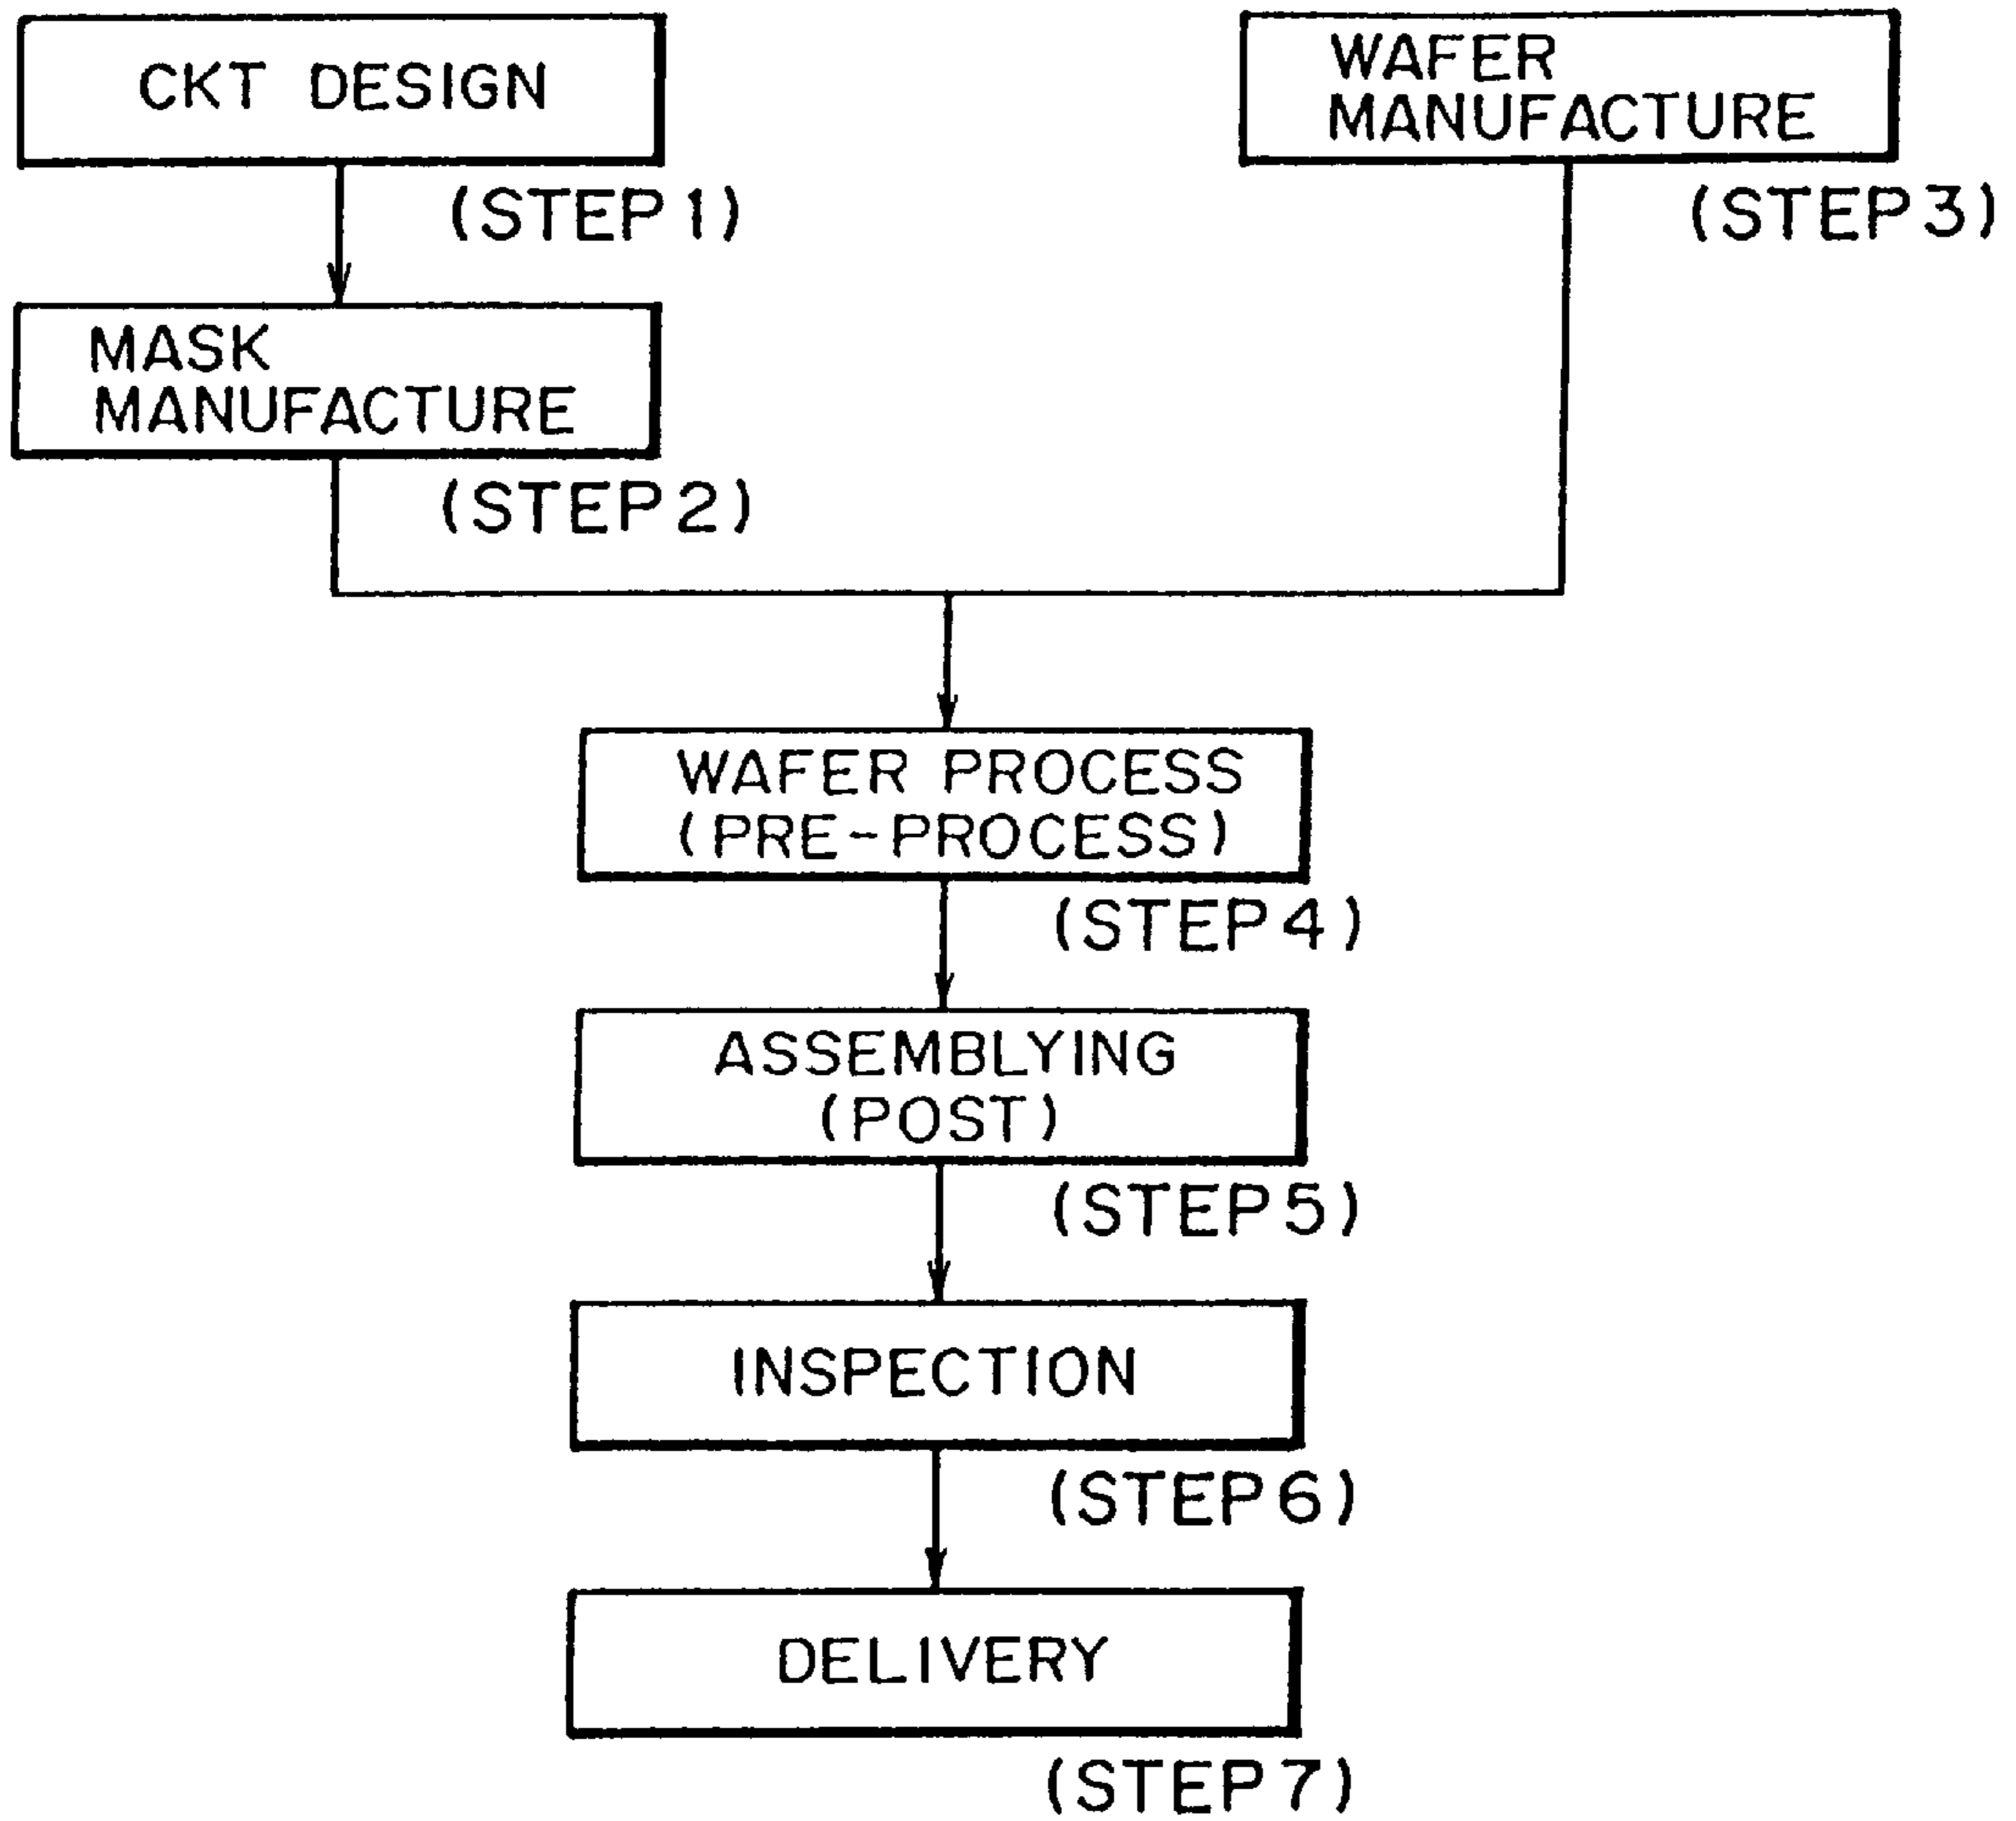 CKT DESIGN
(STEP 1)
MASK
MANUFACTURE
(STEP 2)
WAFER
MANUFACTURE
(STEP 3)
WAFER PROCESS
(PRE-PROCESS)
(STEP 4)
ASSEMBLYING
(POST)
(STEP 5)
INSPECTION
(STEP 6)
DELIVERY
(STEP 7)